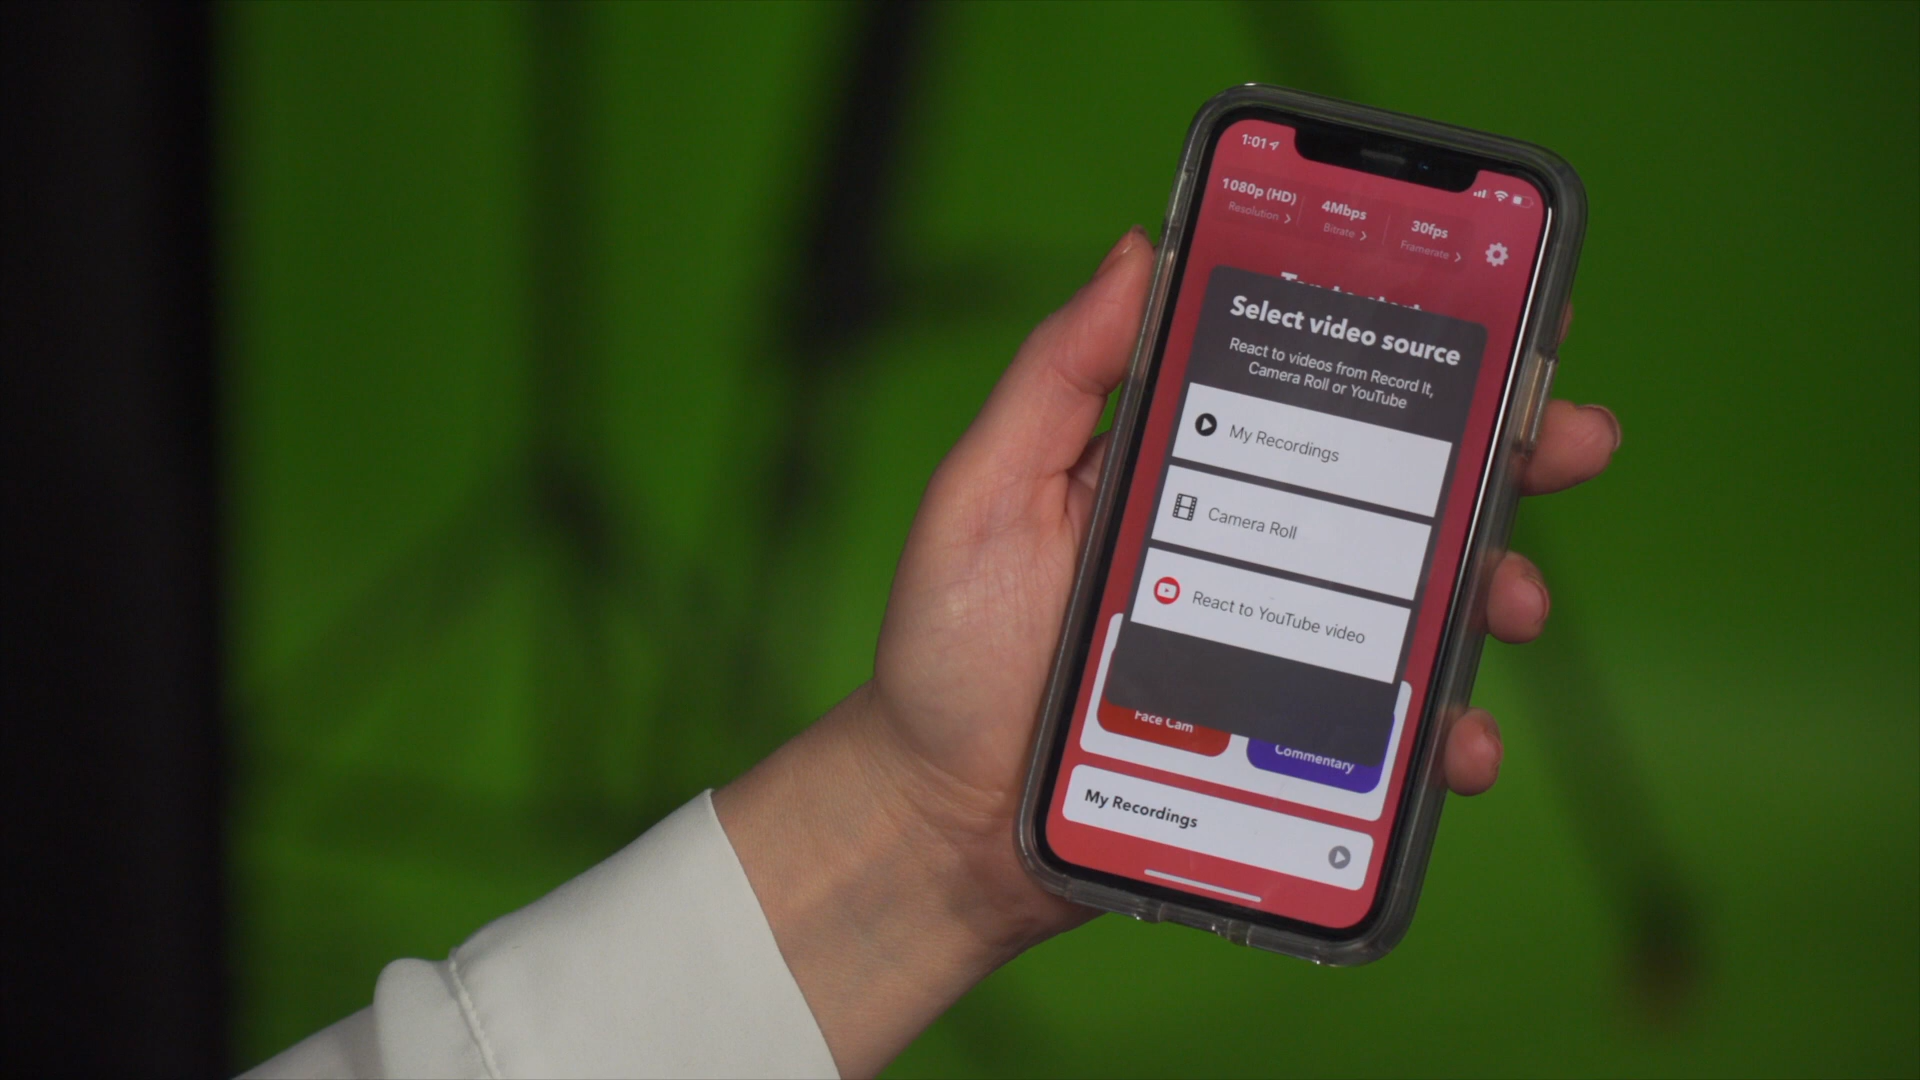 1:01
1080p (HD)
Resolution
4Mbps
Bitrate
30fps
Framerate
Select video source
React to videos from Record It,
Camera Roll or YouTube
My Recordings
Camera Roll
React to YouTube video
Face Cam
Commentary
My Recordings